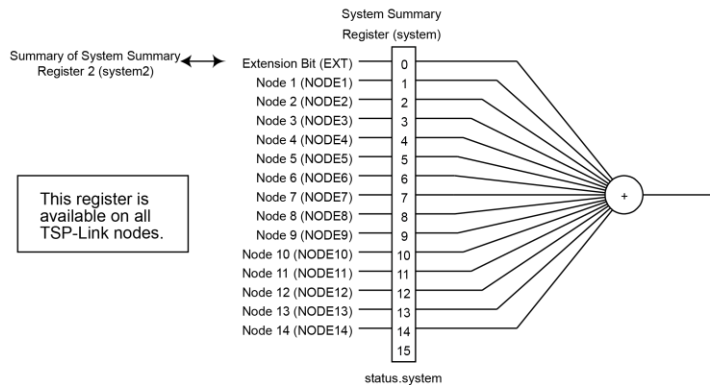 System Summary
Register (system)
Summary of System Summary
Register 2 (system2)
Extension Bit (EXT) 0
Node 1 (NODE1) 1
Node 2 (NODE2) 2
Node 3 (NODE3) 3
Node 4 (NODE4) 4
Node 5 (NODE5) 5
Node 6 (NODE6) 6
Node 7 (NODE7) 7
Node 8 (NODE8) 8
Node 9 (NODE9) 9
Node 10 (NODE10) 10
Node 11 (NODE11) 11
Node 12 (NODE12) 12
Node 13 (NODE13) 13
Node 14 (NODE14) 14
15
This register is
available on all
TSP-Link nodes.
+
status.system